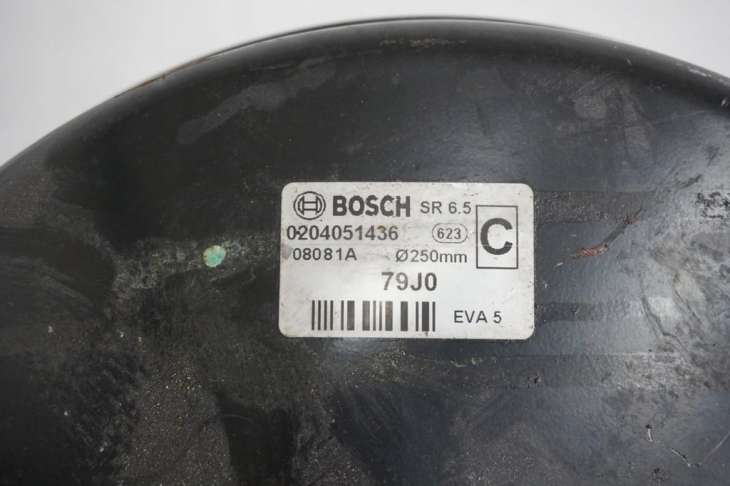 BOSCH SR 6.5
0204051436 623 C
08081A Ø250mm
79J0
EVA 5